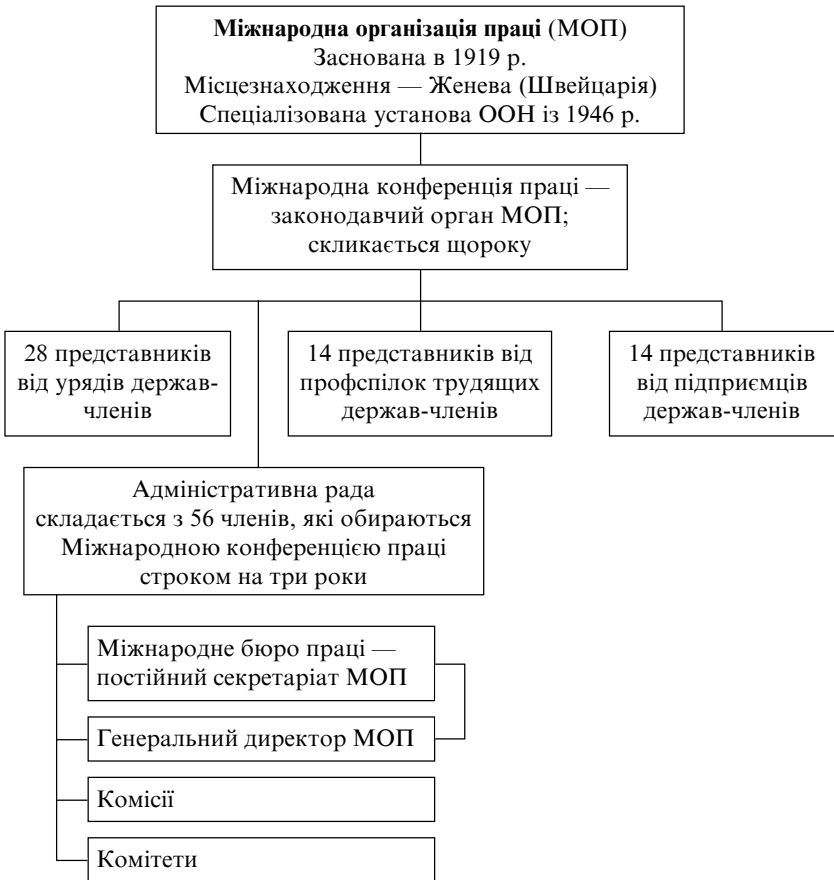 Міжнародна організація праці (МОП)
Заснована в 1919 р.
Місцезнаходження — Женева (Швейцарія)
Спеціалізована установа ООН із 1946 р.
Міжнародна конференція праці —
законодавчий орган МОП;
скликається щороку
28 представників
від урядів держав-
членів
14 представників від
профспілок трудящих
держав-членів
14 представників
від підприємців
держав-членів
Адміністративна рада
складається з 56 членів, які обираються
Міжнародною конференцією праці
строком на три роки
Міжнародне бюро праці —
постійний секретаріат МОП
Генеральний директор МОП
Комісії
Комітети